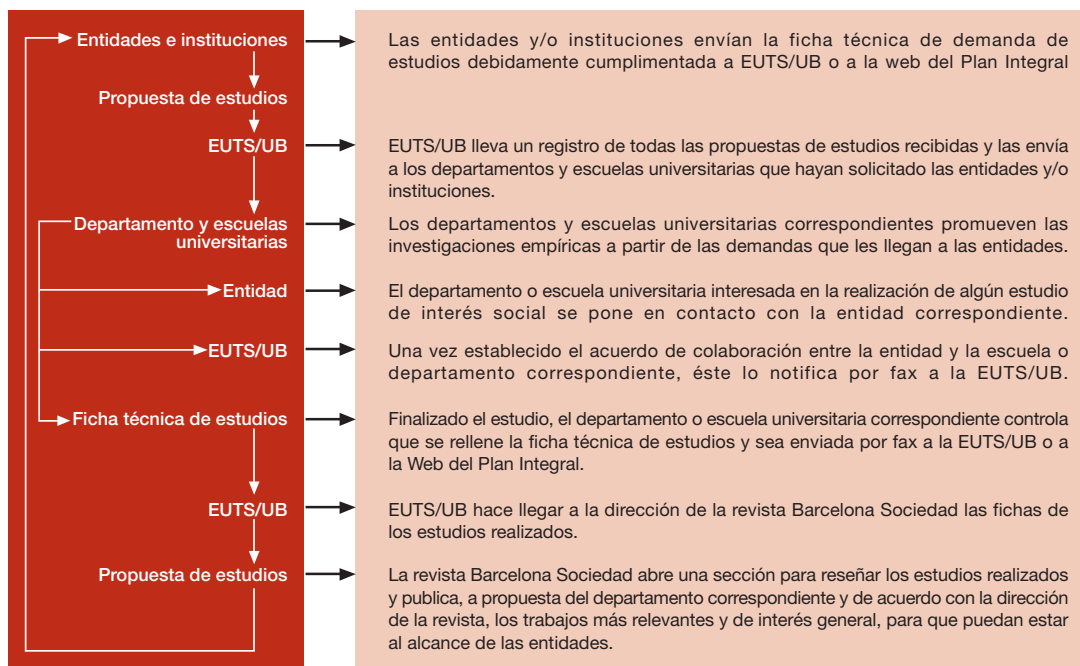 Entidades e instituciones
Las entidades y/o instituciones envían la ficha técnica de demanda de
estudios debidamente cumplimentada a EUTS/UB o a la web del Plan Integral
Propuesta de estudios
EUTS/UB
EUTS/UB lleva un registro de todas las propuestas de estudios recibidas y las envía
a los departamentos y escuelas universitarias que hayan solicitado las entidades y/o
instituciones.
Departamento y escuelas
universitarias
Los departamentos y escuelas universitarias correspondientes promueven las
investigaciones empíricas a partir de las demandas que les llegan a las entidades.
Entidad
El departamento o escuela universitaria interesada en la realización de algún estudio
de interés social se pone en contacto con la entidad correspondiente.
EUTS/UB
Una vez establecido el acuerdo de colaboración entre la entidad y la escuela o
departamento correspondiente, éste lo notifica por fax a la EUTS/UB.
Ficha técnica de estudios
Finalizado el estudio, el departamento o escuela universitaria correspondiente controla
que se rellene la ficha técnica de estudios y sea enviada por fax a la EUTS/UB o a
la Web del Plan Integral.
EUTS/UB
EUTS/UB hace llegar a la dirección de la revista Barcelona Sociedad las fichas de
los estudios realizados.
Propuesta de estudios
La revista Barcelona Sociedad abre una sección para reseñar los estudios realizados
y publica, a propuesta del departamento correspondiente y de acuerdo con la dirección
de la revista, los trabajos más relevantes y de interés general, para que puedan estar
al alcance de las entidades.